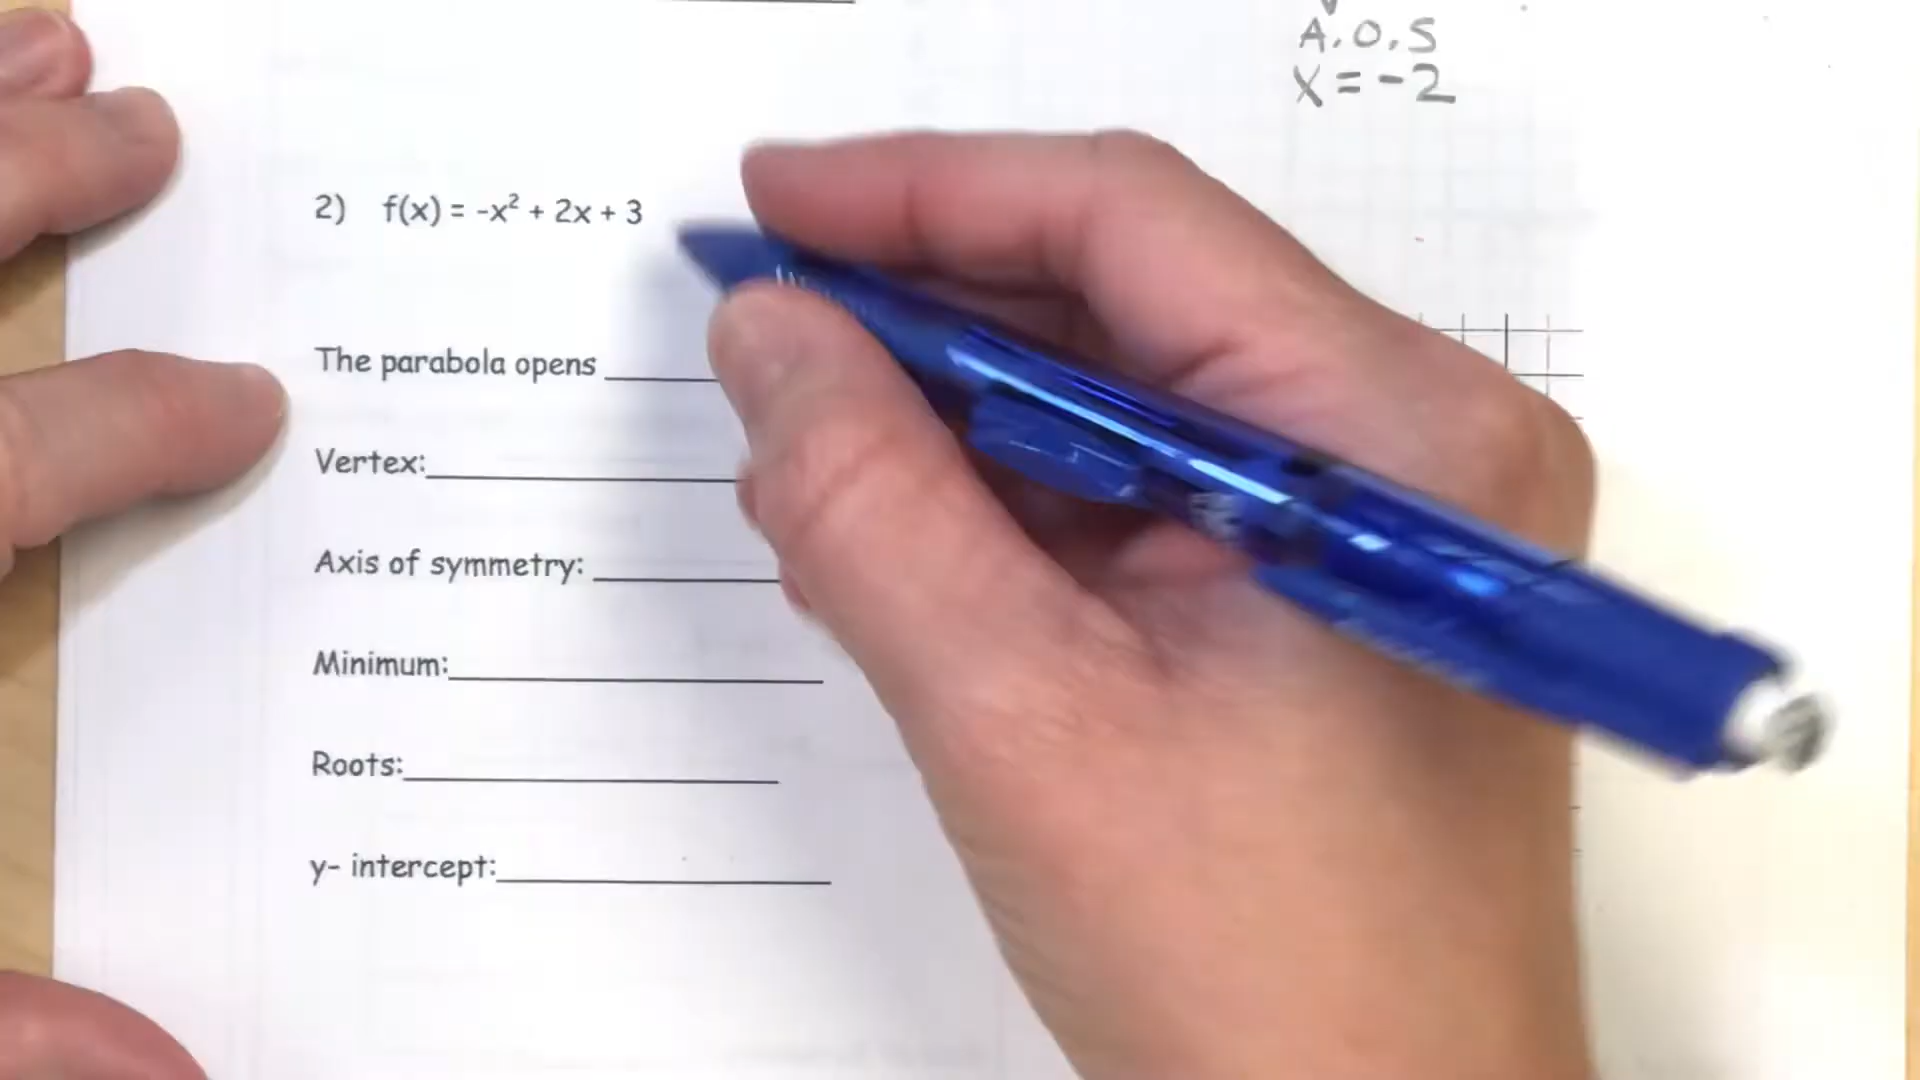 A.O.S
X = -2
2) f(x) = -x² + 2x + 3
The parabola opens
Vertex:
Axis of symmetry:
Minimum:
Roots:
y- intercept: